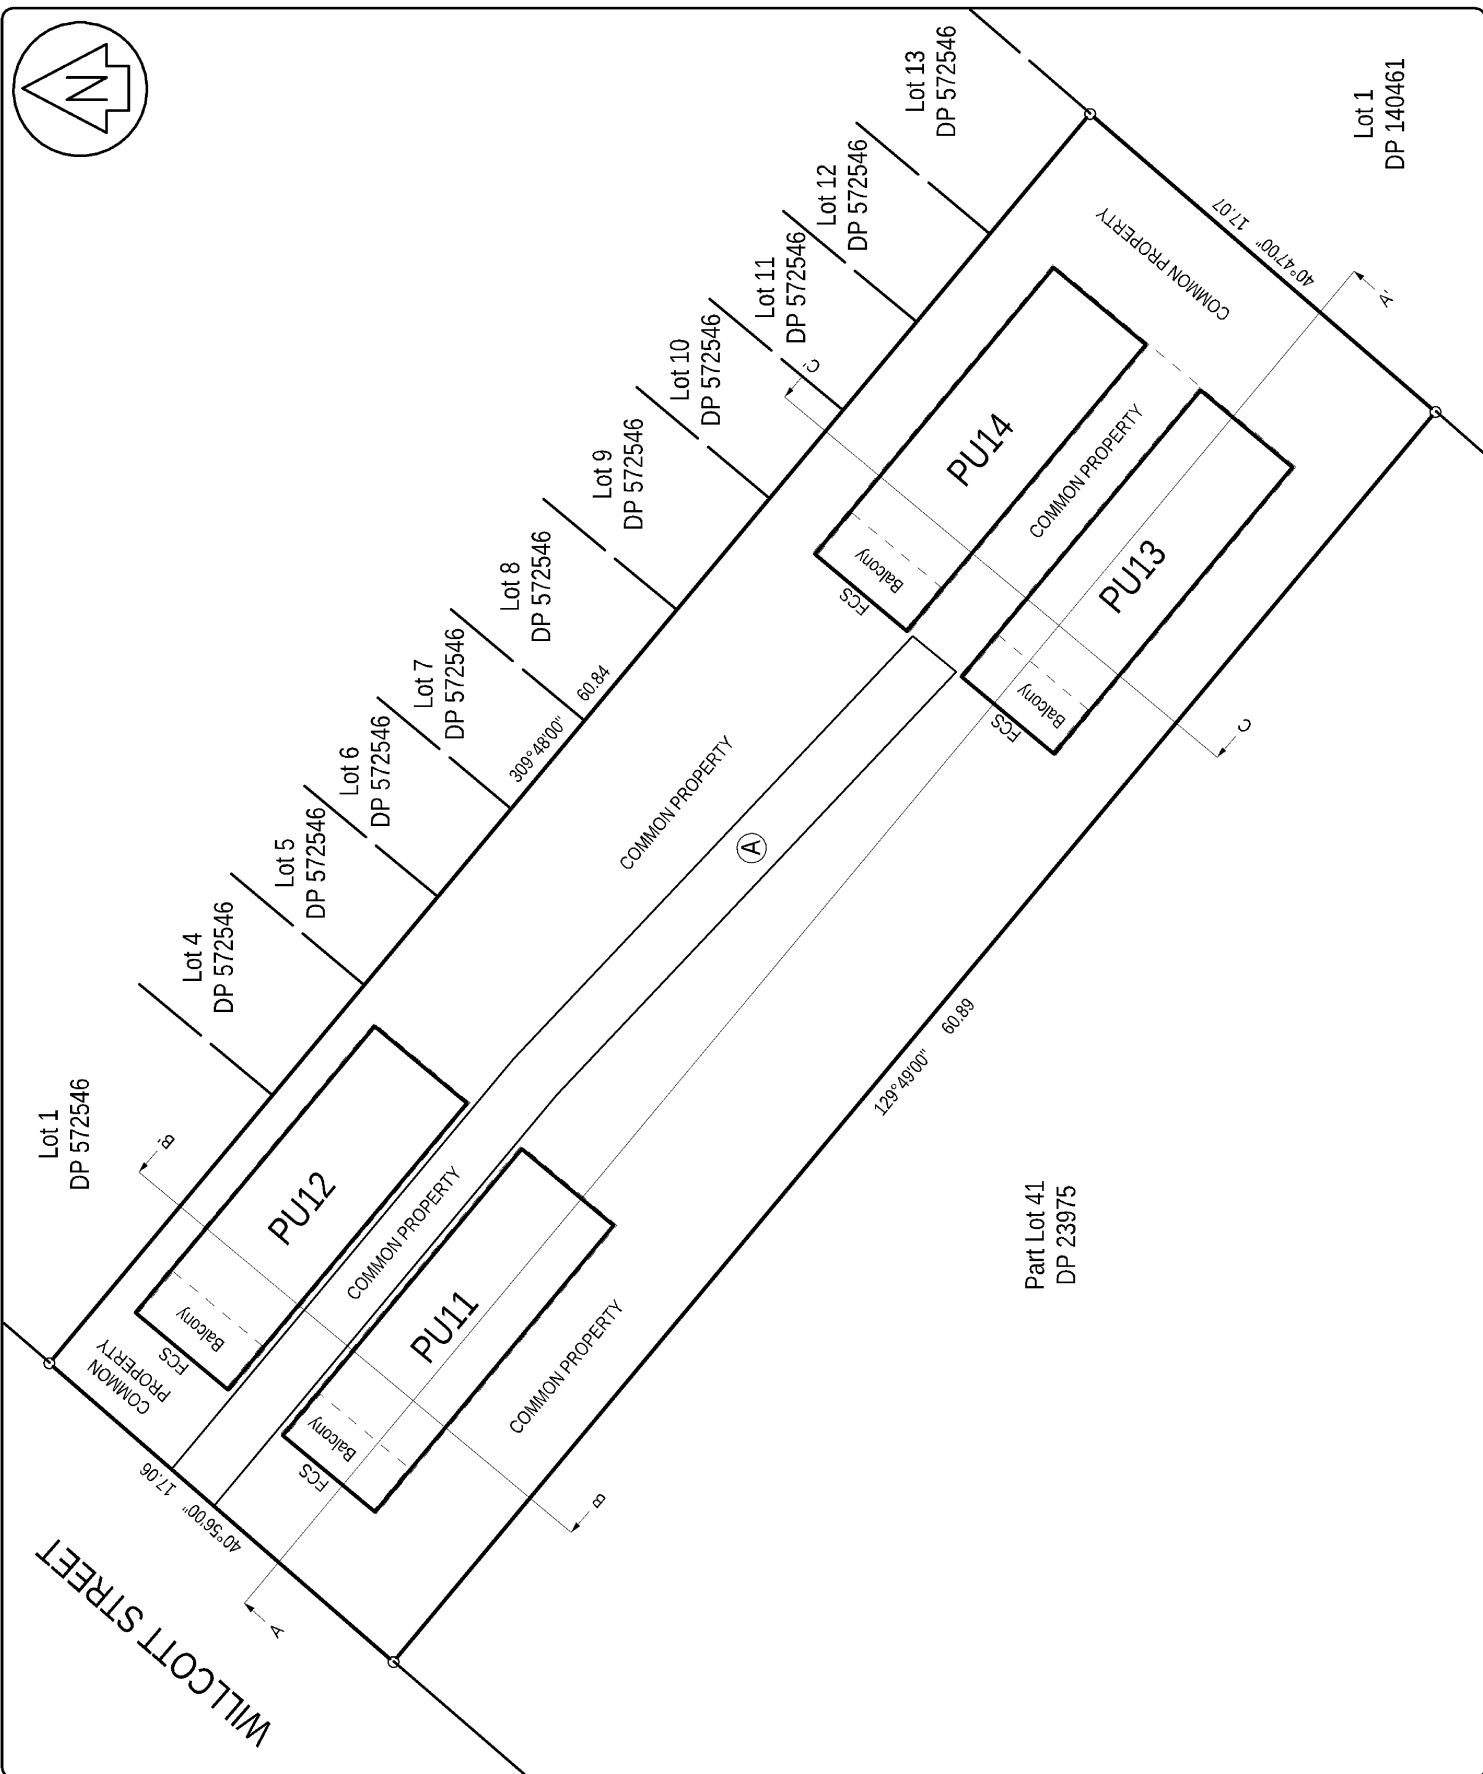 N
Lot 13
DP 572546
Lot 1
DP 140461
Lot 12
DP 572546
Lot 11
DP 572546
Lot 10
DP 572546
Lot 9
DP 572546
Lot 8
DP 572546
Lot 7
DP 572546
Lot 6
DP 572546
Lot 5
DP 572546
Lot 4
DP 572546
Lot 1
DP 572546
40°47'00" 17.07
COMMON PROPERTY
A'
C'
PU14
Balcony
FCS
COMMON PROPERTY
PU13
Balcony
FCS
C
309°48'00" 60.84
COMMON PROPERTY
A
129°49'00" 60.89
B'
PU12
Balcony
FCS
COMMON PROPERTY
COMMON
PROPERTY
PU11
Balcony
FCS
COMMON PROPERTY
B
40°56'00" 17.06
A
WILLCOTT STREET
Part Lot 41
DP 23975